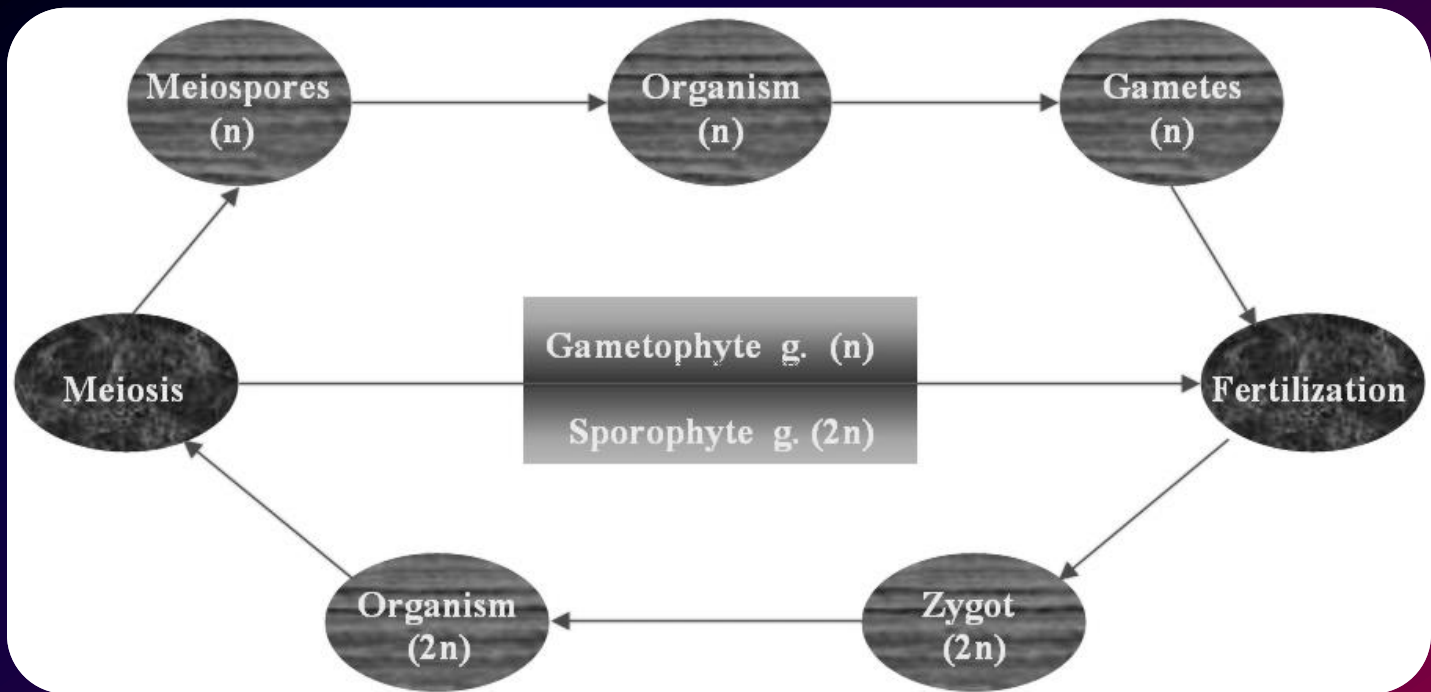 Meiospores
(n)
Organism
(n)
Gametes
(n)
Meiosis
Gametophyte g. (n)
Sporophyte g. (2n)
Fertilization
Organism
(2n)
Zygot
(2n)